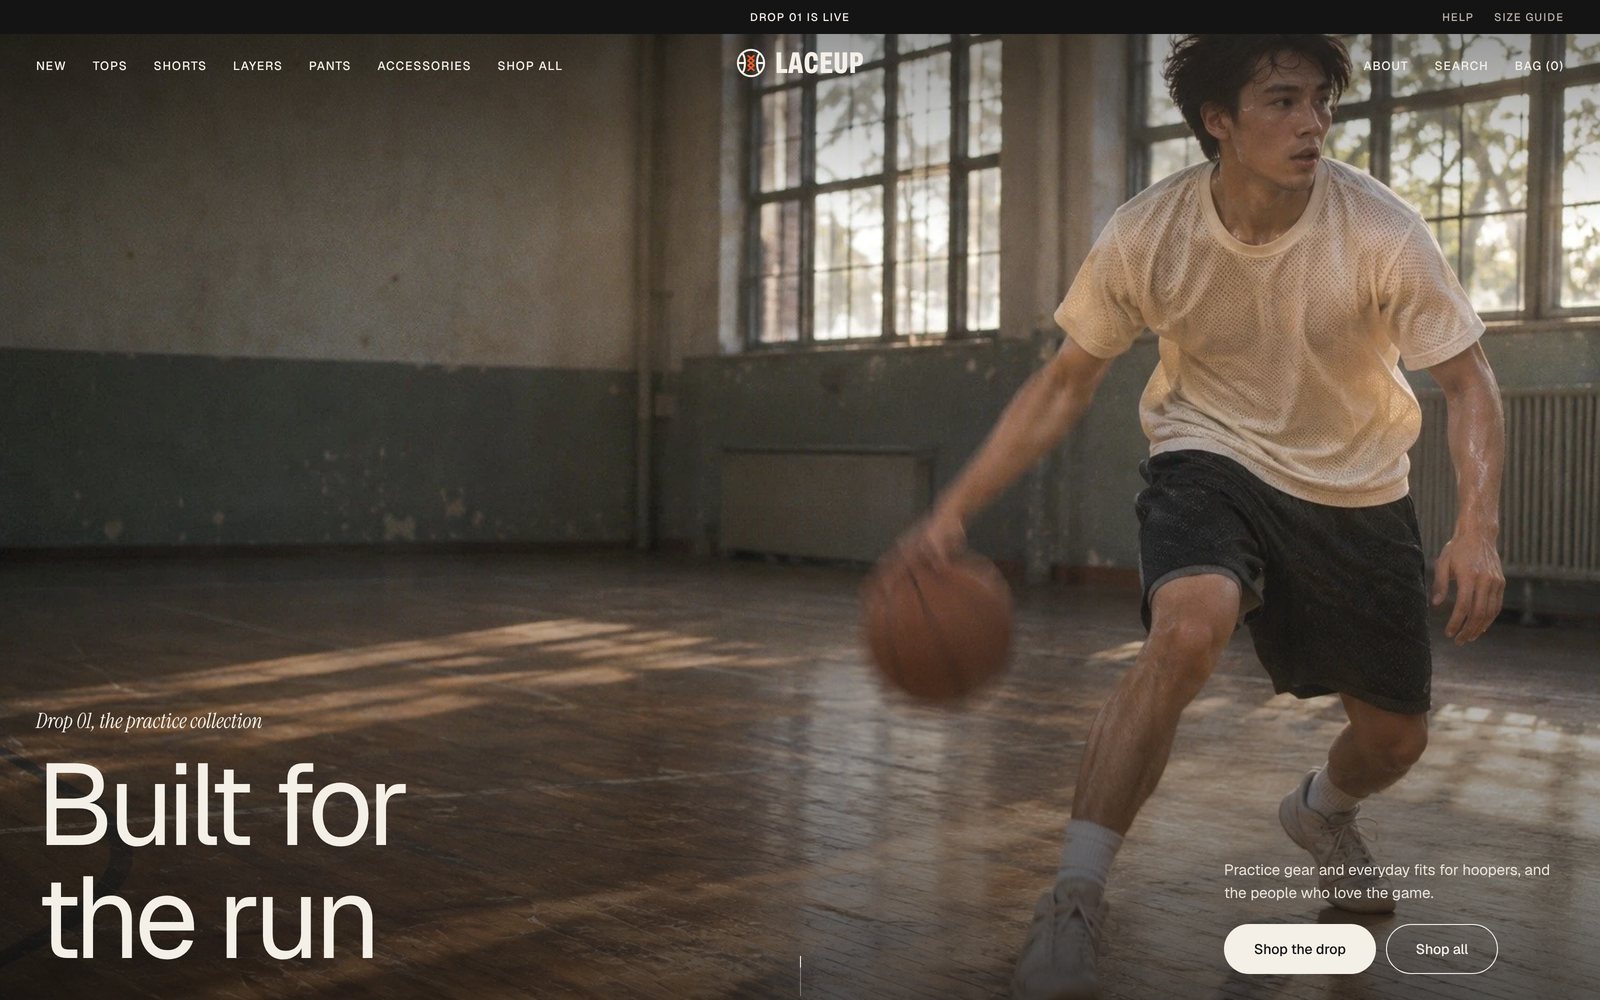 DROP 01 IS LIVE
HELP
SIZE GUIDE
NEW
TOPS
SHORTS
LAYERS
PANTS
ACCESSORIES
SHOP ALL
LACEUP
ABOUT
SEARCH
BAG (0)
Drop 01, the practice collection
Built for
the run
Practice gear and everyday fits for hoopers, and
the people who love the game.
Shop the drop
Shop all